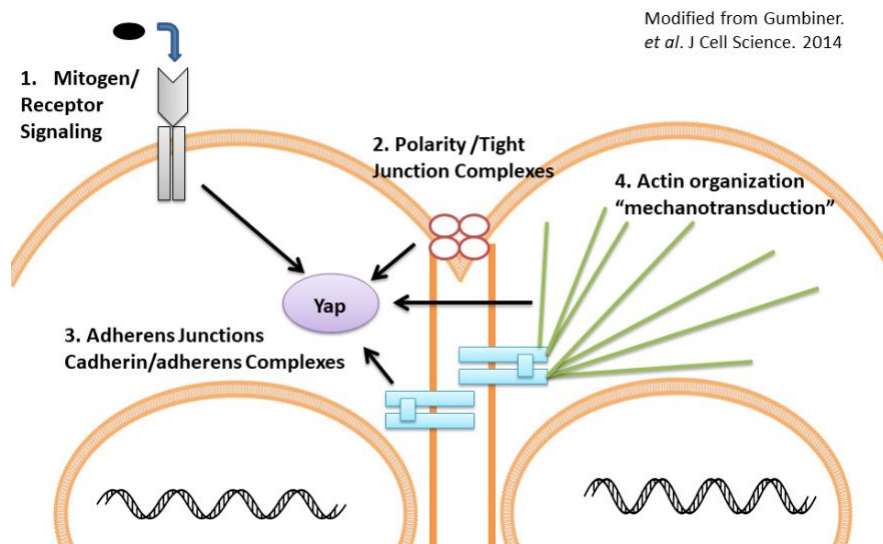 Modified from Gumbiner.
et al. J Cell Science. 2014
1. Mitogen/
Receptor
Signaling
2. Polarity /Tight
Junction Complexes
4. Actin organization
“mechanotransduction”
Yap
3. Adherens Junctions
Cadherin/adherens Complexes